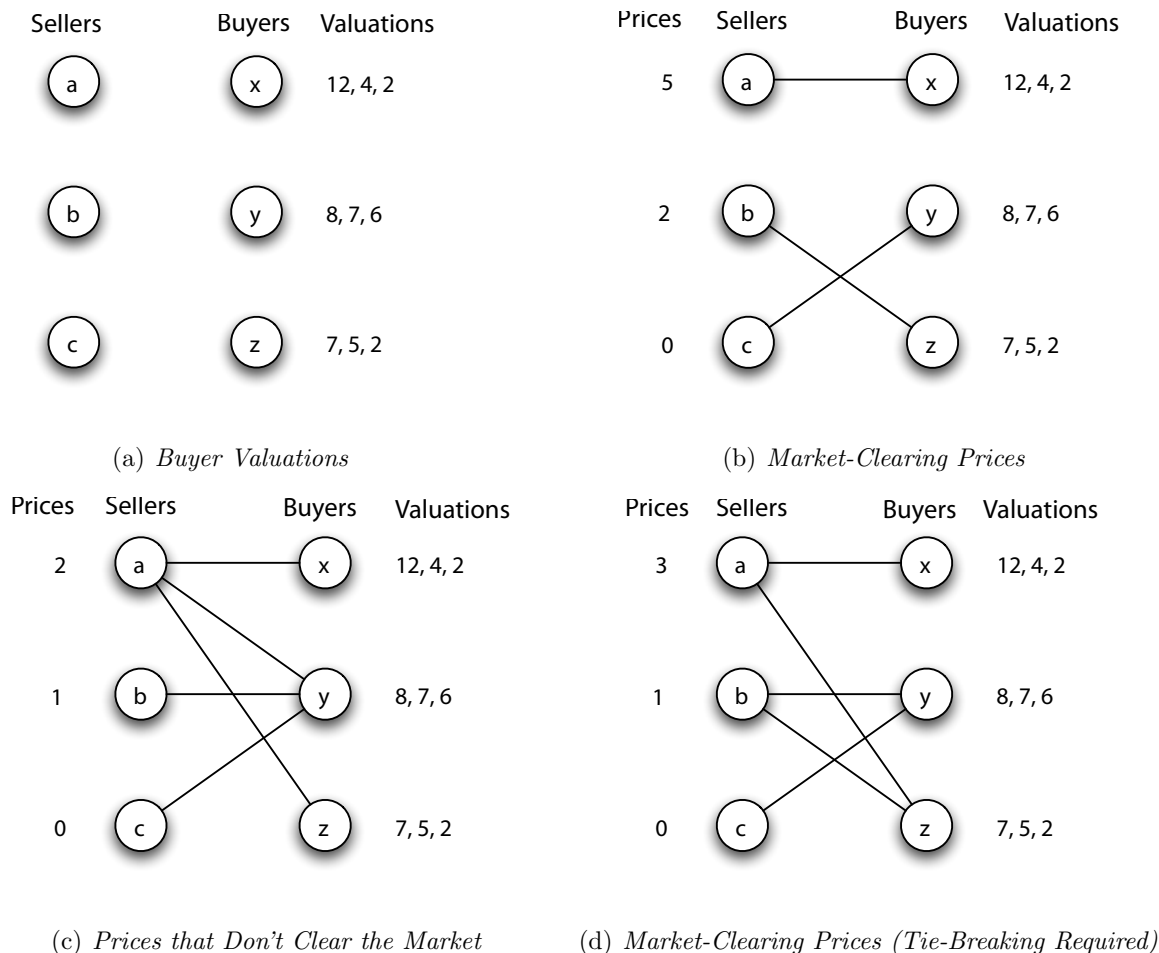 Sellers Buyers Valuations
a x 12, 4, 2
b y 8, 7, 6
c z 7, 5, 2
(a) Buyer Valuations
Prices Sellers Buyers Valuations
5 a x 12, 4, 2
2 b y 8, 7, 6
0 c z 7, 5, 2
(b) Market-Clearing Prices
Prices Sellers Buyers Valuations
2 a x 12, 4, 2
1 b y 8, 7, 6
0 c z 7, 5, 2
(c) Prices that Don't Clear the Market
Prices Sellers Buyers Valuations
3 a x 12, 4, 2
1 b y 8, 7, 6
0 c z 7, 5, 2
(d) Market-Clearing Prices (Tie-Breaking Required)